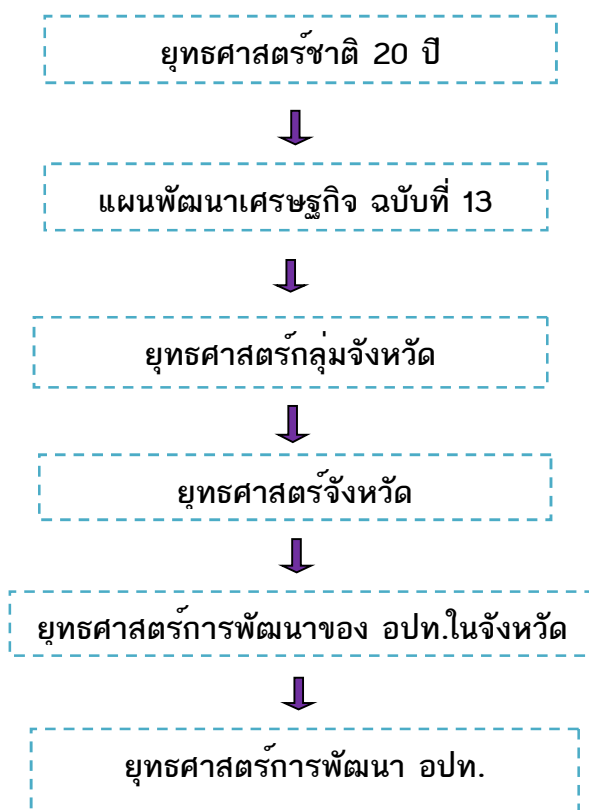 ยุทธศาสตร์ชาติ 20 ปี
แผนพัฒนาเศรษฐกิจ ฉบับที่ 13
ยุทธศาสตร์กลุ่มจังหวัด
ยุทธศาสตร์จังหวัด
ยุทธศาสตร์การพัฒนาของ อปท.ในจังหวัด
ยุทธศาสตร์การพัฒนา อปท.